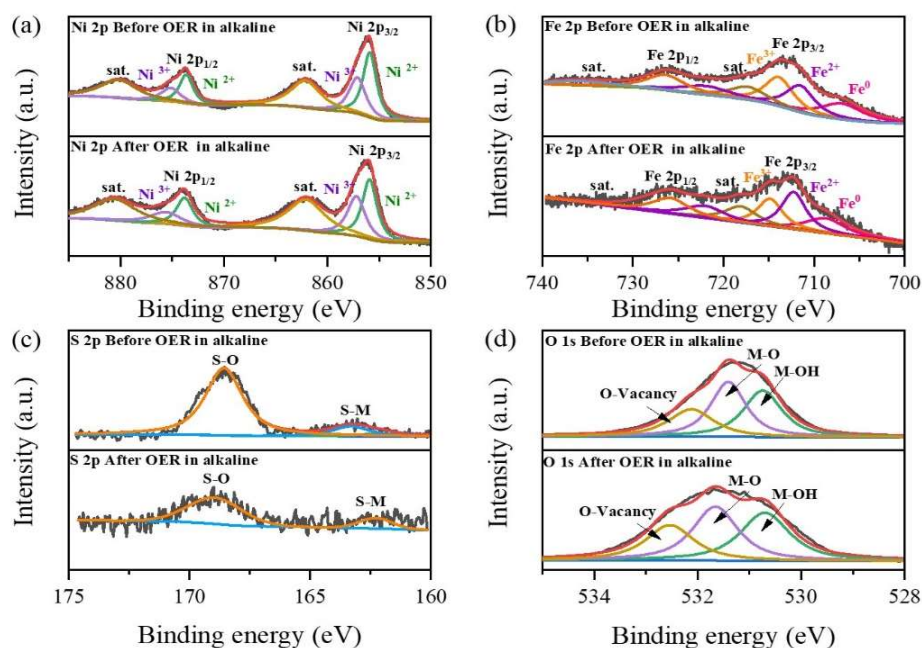 (a)
Ni 2p Before OER in alkaline
Ni 2p3/2
sat.
Ni 3+
Ni 2p1/2
Ni 2+
sat.
Ni 3+
Ni 2+
Ni 2p After OER in alkaline
Ni 2p3/2
sat.
Ni 3+
Ni 2p1/2
Ni 2+
sat.
Ni 3+
Ni 2+
Intensity (a.u.)
880 870 860 850
Binding energy (eV)
(b)
Fe 2p Before OER in alkaline
sat.
Fe 2p1/2
sat.
Fe3+
Fe 2p3/2
Fe2+
Fe0
Fe 2p After OER in alkaline
sat.
Fe 2p1/2
sat.
Fe3+
Fe 2p3/2
Fe2+
Fe0
Intensity (a.u.)
740 730 720 710 700
Binding energy (eV)
(c)
S 2p Before OER in alkaline
S-O
S-M
S 2p After OER in alkaline
S-O
S-M
Intensity (a.u.)
175 170 165 160
Binding energy (eV)
(d)
O 1s Before OER in alkaline
M-O
M-OH
O-Vacancy
O 1s After OER in alkaline
M-O
M-OH
O-Vacancy
Intensity (a.u.)
534 532 530 528
Binding energy (eV)